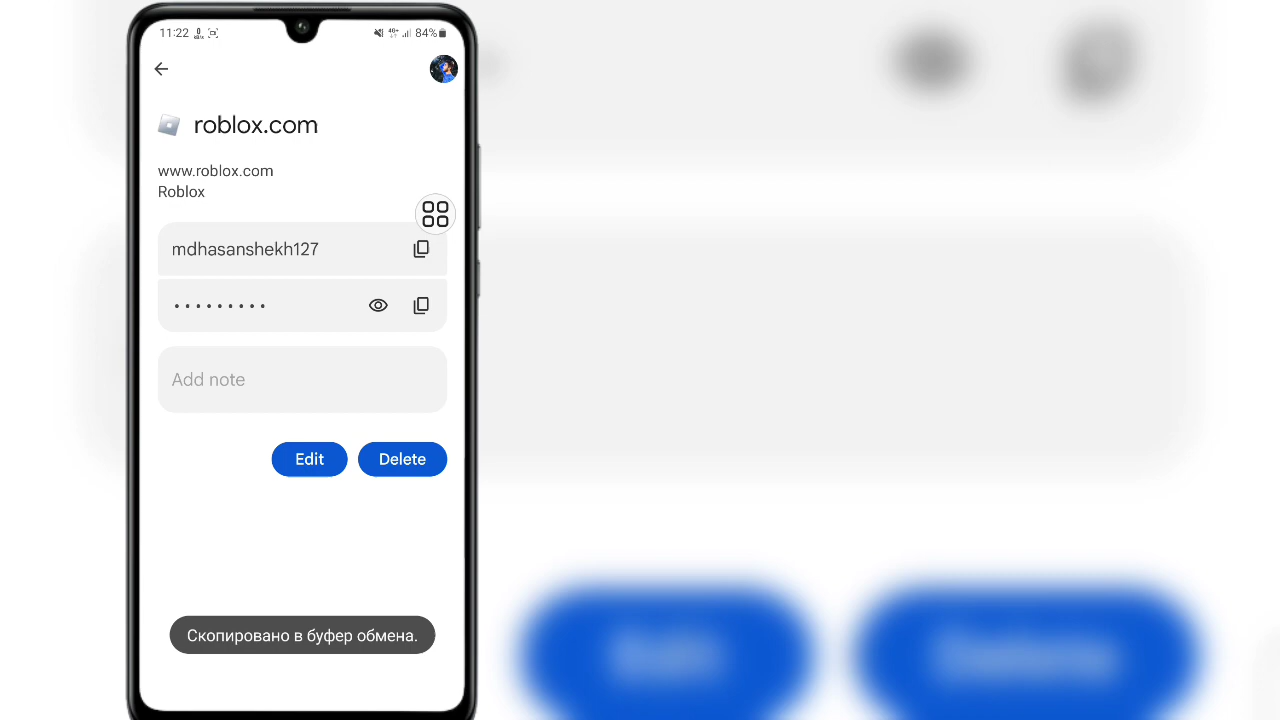 11:22
84%
roblox.com
www.roblox.com
Roblox
mdhasanshekh127
•••••••••
Add note
Edit Delete
Скопировано в буфер обмена.